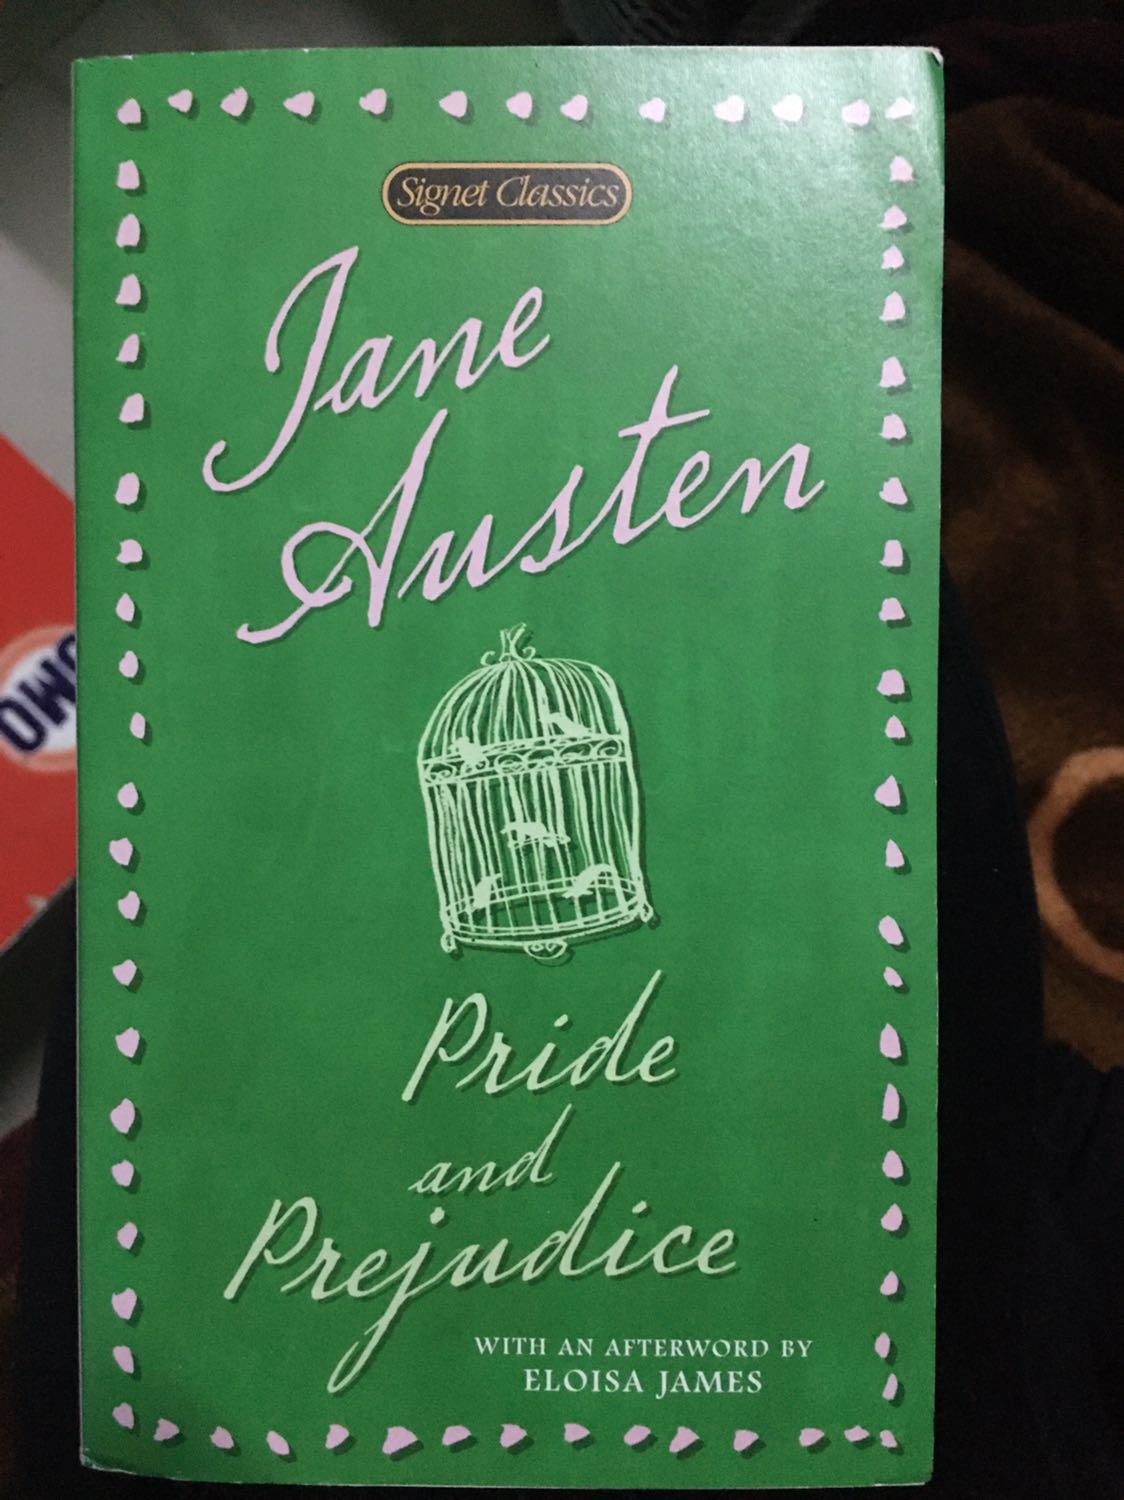 Signet Classics
Jane
Austen
Pride
and
Prejudice
WITH AN AFTERWORD BY
ELOISA JAMES